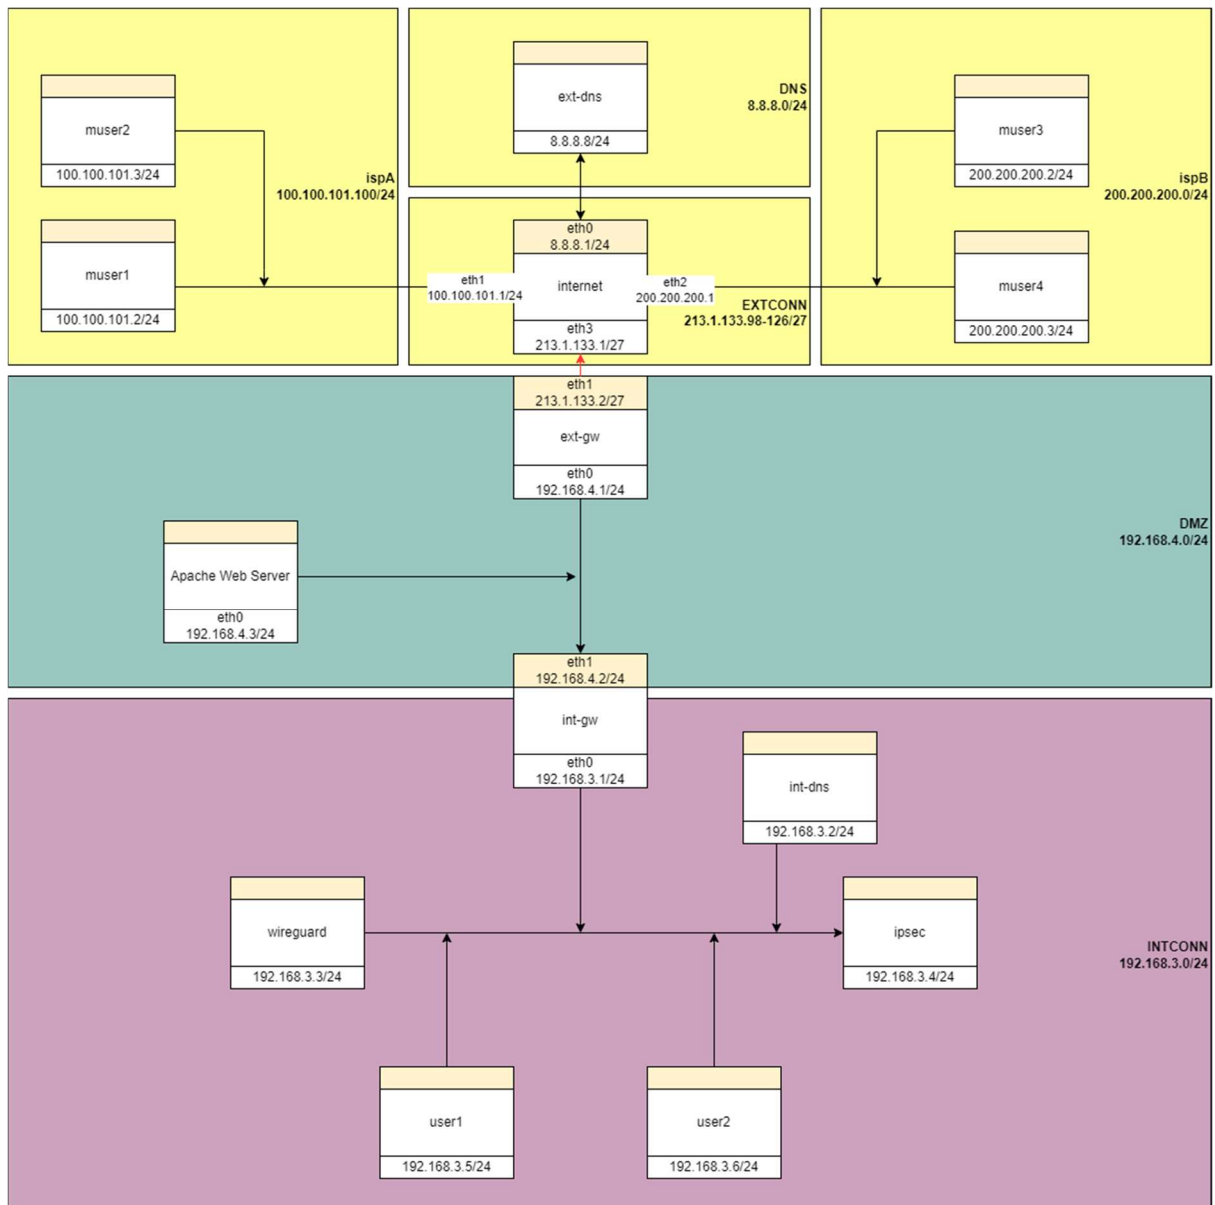 muser2
100.100.101.3/24
muser1
100.100.101.2/24
ispA
100.100.101.100/24
ext-dns
8.8.8.8/24
DNS
8.8.8.0/24
eth0
8.8.8.1/24
eth1
100.100.101.1/24
internet
eth2
200.200.200.1
eth3
213.1.133.1/27
EXTCONN
213.1.133.98-126/27
muser3
200.200.200.2/24
ispB
200.200.200.0/24
muser4
200.200.200.3/24
eth1
213.1.133.2/27
ext-gw
eth0
192.168.4.1/24
DMZ
192.168.4.0/24
Apache Web Server
eth0
192.168.4.3/24
eth1
192.168.4.2/24
int-gw
eth0
192.168.3.1/24
int-dns
192.168.3.2/24
wireguard
192.168.3.3/24
ipsec
192.168.3.4/24
INTCONN
192.168.3.0/24
user1
192.168.3.5/24
user2
192.168.3.6/24